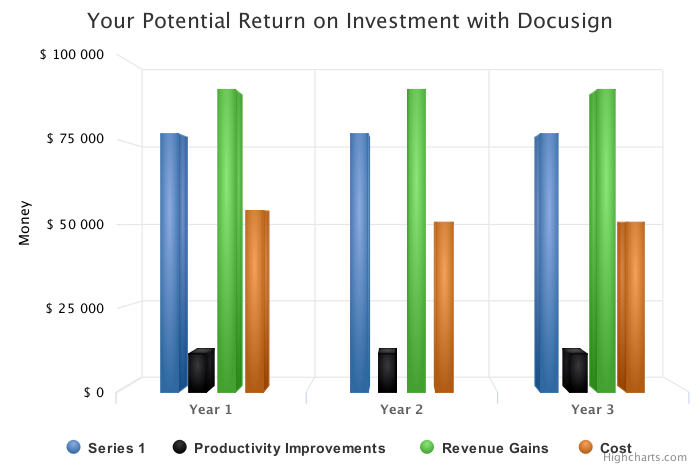 Your Potential Return on Investment with Docusign
$ 100 000
$ 75 000
$ 50 000
$ 25 000
$ 0
Money
Year 1
Year 2
Year 3
Series 1
Productivity Improvements
Revenue Gains
Cost
Highcharts.com